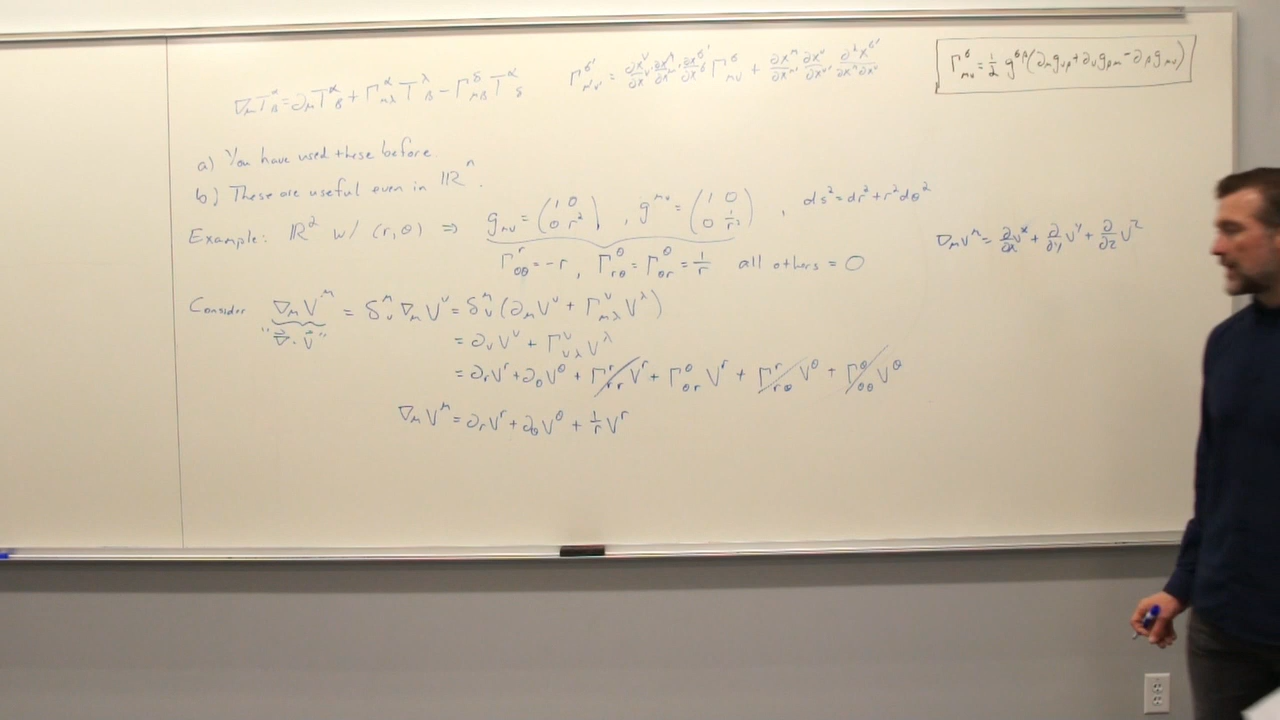 ∇_μ T^α_β = ∂_μ T^α_β + Γ^α_{μλ} T^λ_β − Γ^δ_{μβ} T^α_δ
Γ^{σ'}_{μ'ν'} = ∂x^ν/∂x^{ν'} ∂x^μ/∂x^{μ'} ∂x^{σ'}/∂x^σ Γ^σ_{μν} + ∂x^μ/∂x^{μ'} ∂x^ν/∂x^{ν'} ∂²x^{σ'}/∂x^μ∂x^ν
Γ^σ_{μν} = 1/2 g^{σρ}(∂_μ g_{νρ} + ∂_ν g_{ρμ} − ∂_ρ g_{μν})
a) You have used these before
b) These are useful even in ℝ^n.
Example: ℝ² w/ (r,θ) ⇒ g_{μν} = (1 0; 0 r²), g^{μν} = (1 0; 0 1/r²), ds² = dr² + r²dθ²
∇_μ V^μ = ∂/∂x V^x + ∂/∂y V^y + ∂/∂z V^z
Γ^r_{θθ} = −r, Γ^θ_{rθ} = Γ^θ_{θr} = 1/r all others = 0
Consider ∇_μ V^μ = δ^μ_ν ∇_μ V^ν = δ^μ_ν (∂_μ V^ν + Γ^ν_{μλ} V^λ)
"∇⃗ · V⃗"
= ∂_ν V^ν + Γ^ν_{νλ} V^λ
= ∂_r V^r + ∂_θ V^θ + Γ^r_{rr} V^r + Γ^θ_{θr} V^r + Γ^r_{rθ} V^θ + Γ^θ_{θθ} V^θ
∇_μ V^μ = ∂_r V^r + ∂_θ V^θ + 1/r V^r